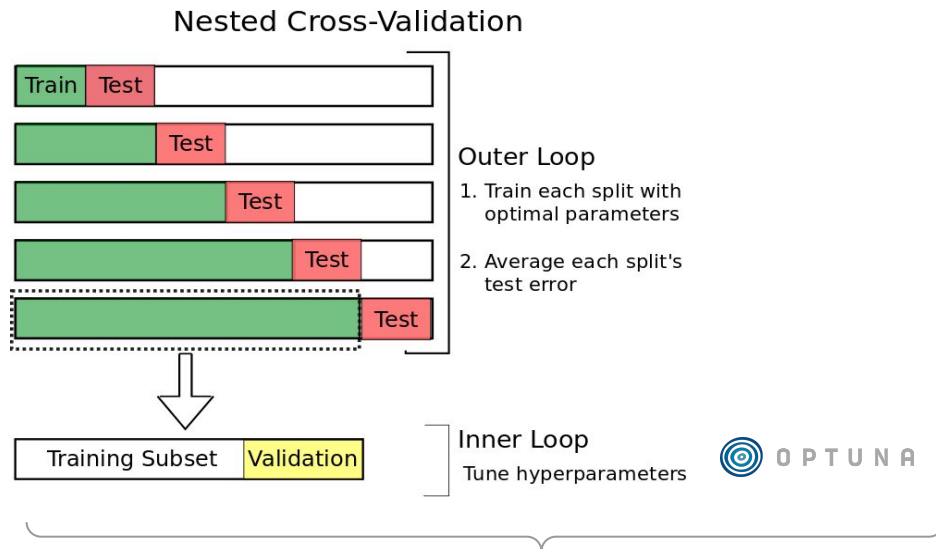 Nested Cross-Validation
Train Test
Test
Test
Test
Test
Outer Loop
1. Train each split with
optimal parameters
2. Average each split's
test error
Training Subset Validation
Inner Loop
Tune hyperparameters
OPTUNA